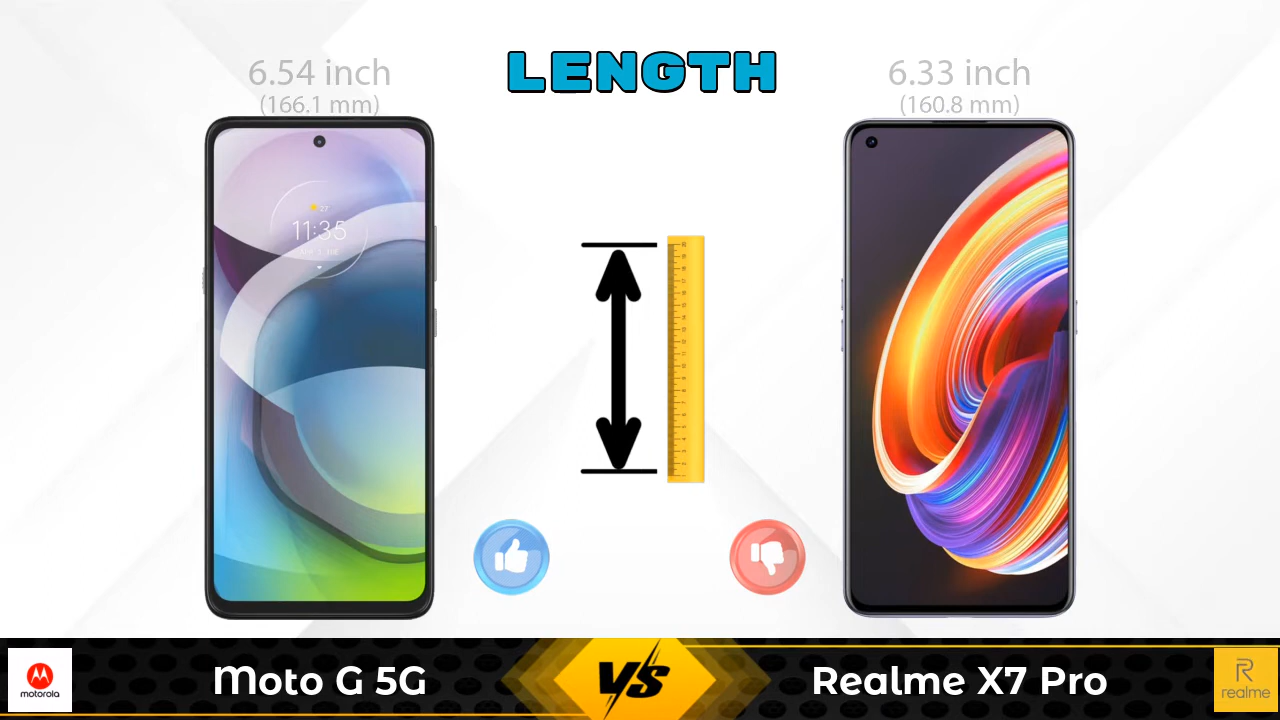 LENGTH
6.54 inch
(166.1 mm)
6.33 inch
(160.8 mm)
11:35
motorola
Moto G 5G
VS
Realme X7 Pro
R
realme